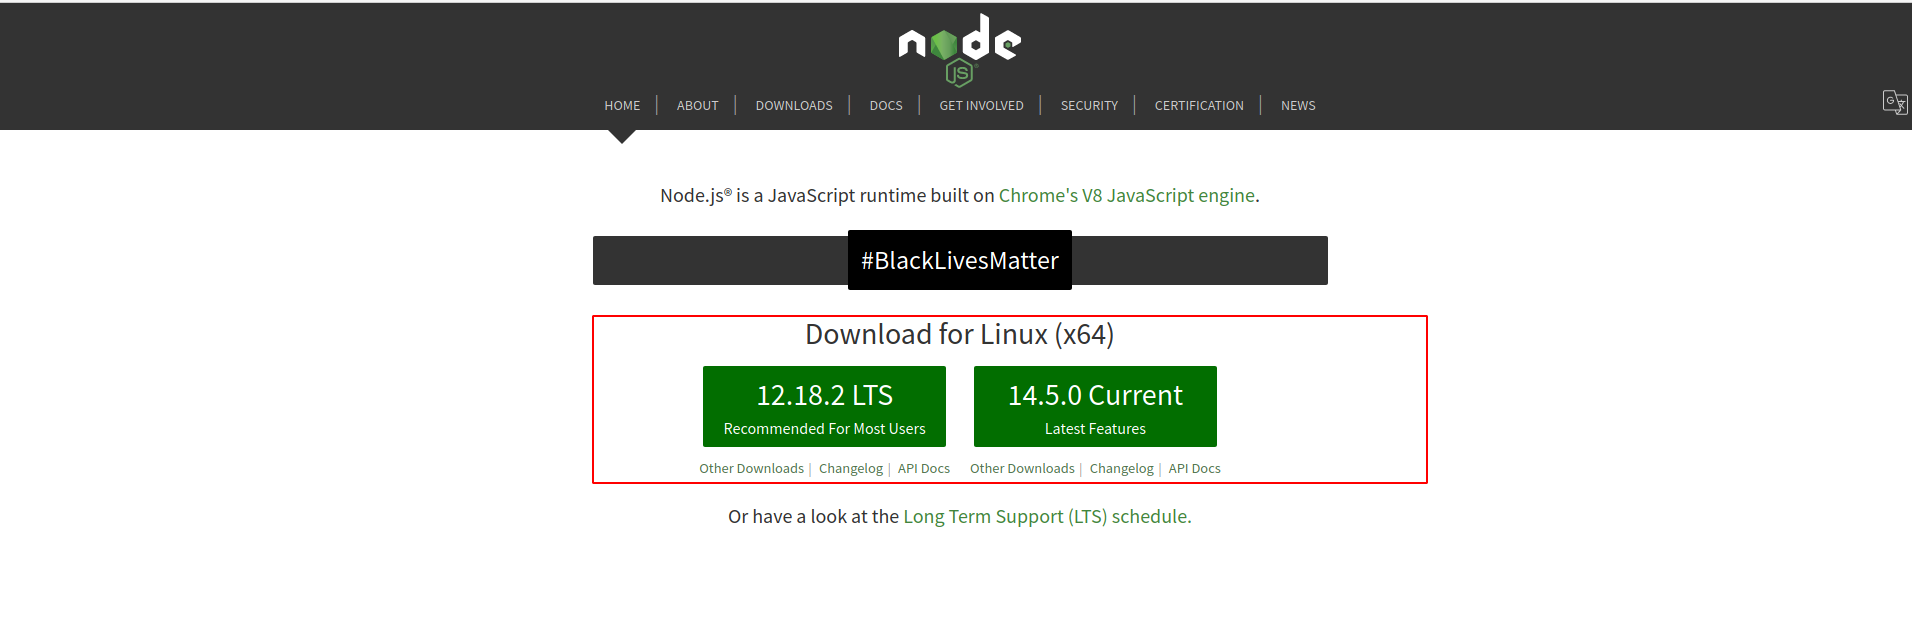 node
JS
HOME | ABOUT | DOWNLOADS | DOCS | GET INVOLVED | SECURITY | CERTIFICATION | NEWS
Node.js® is a JavaScript runtime built on Chrome's V8 JavaScript engine.
#BlackLivesMatter
Download for Linux (x64)
12.18.2 LTS
Recommended For Most Users
Other Downloads | Changelog | API Docs
14.5.0 Current
Latest Features
Other Downloads | Changelog | API Docs
Or have a look at the Long Term Support (LTS) schedule.